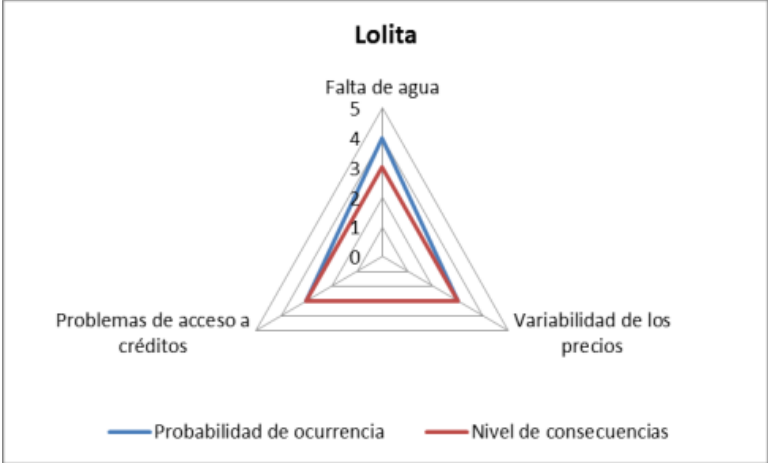 Lolita
Falta de agua
5
4
3
2
1
0
Problemas de acceso a
créditos
Variabilidad de los
precios
Probabilidad de ocurrencia
Nivel de consecuencias